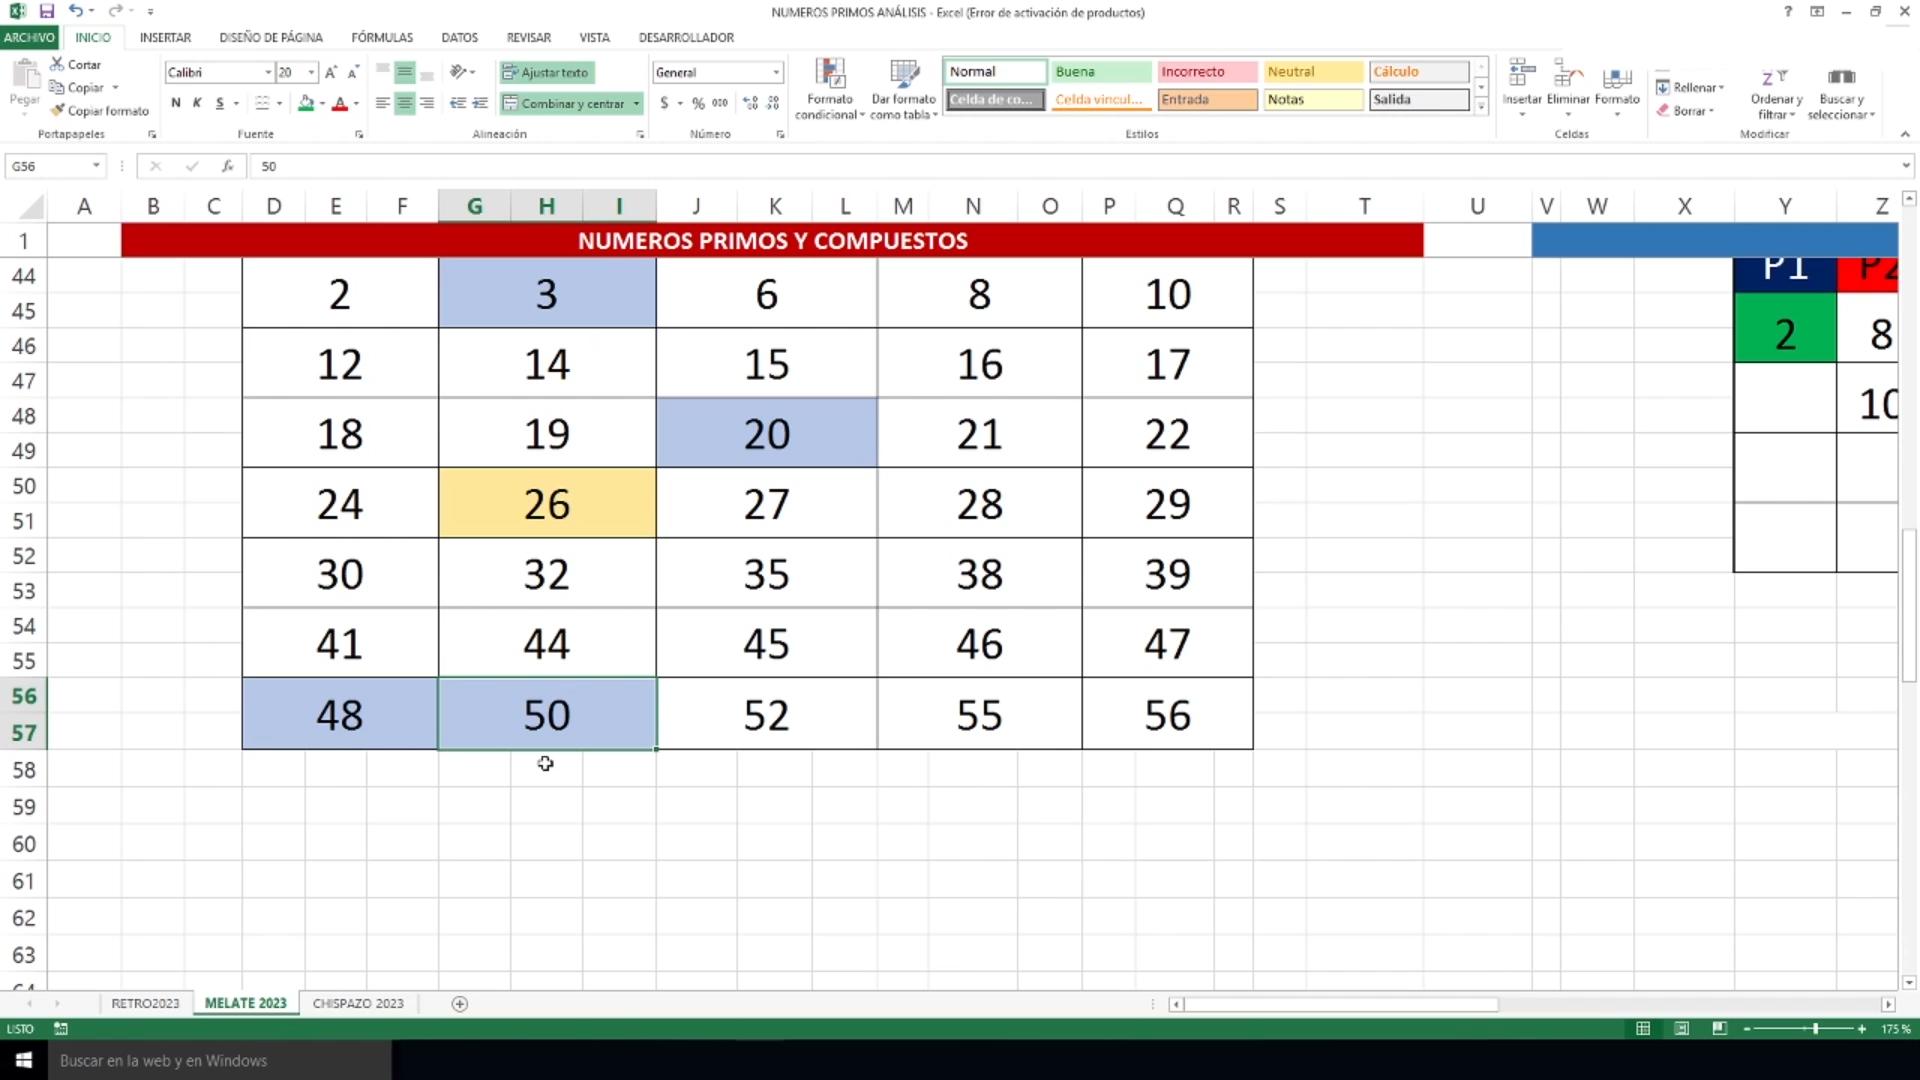 NUMEROS PRIMOS ANÁLISIS - Excel (Error de activación de productos)
ARCHIVO INICIO INSERTAR DISEÑO DE PÁGINA FÓRMULAS DATOS REVISAR VISTA DESARROLLADOR
Pegar
Cortar
Copiar
Copiar formato
Portapapeles
Calibri 20
N K S
Fuente
Ajustar texto
Combinar y centrar
Alineación
General
$ % 000
Número
Formato condicional
Dar formato como tabla
Normal Buena Incorrecto Neutral Cálculo
Celda de co... Celda vincul... Entrada Notas Salida
Estilos
Insertar Eliminar Formato
Celdas
Rellenar
Borrar
Ordenar y filtrar
Buscar y seleccionar
Modificar
G56 fx 50
A B C D E F G H I J K L M N O P Q R S T U V W X Y Z
1 NUMEROS PRIMOS Y COMPUESTOS
44 2 3 6 8 10 P1 P2
45 2 8
46 12 14 15 16 17
47 10
48 18 19 20 21 22
49
50 24 26 27 28 29
51
52 30 32 35 38 39
53
54 41 44 45 46 47
55
56 48 50 52 55 56
57
58
59
60
61
62
63
64
RETRO2023 MELATE 2023 CHISPAZO 2023
LISTO 175 %
Buscar en la web y en Windows